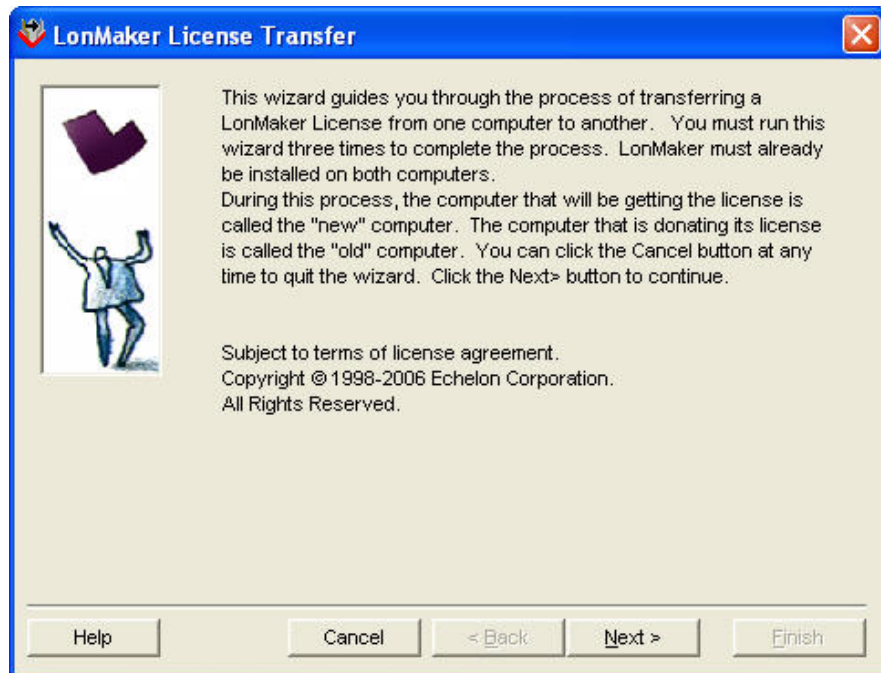 LonMaker License Transfer
This wizard guides you through the process of transferring a
LonMaker License from one computer to another. You must run this
wizard three times to complete the process. LonMaker must already
be installed on both computers.
During this process, the computer that will be getting the license is
called the "new" computer. The computer that is donating its license
is called the "old" computer. You can click the Cancel button at any
time to quit the wizard. Click the Next> button to continue.
Subject to terms of license agreement.
Copyright © 1998-2006 Echelon Corporation.
All Rights Reserved.
Help Cancel < Back Next > Finish